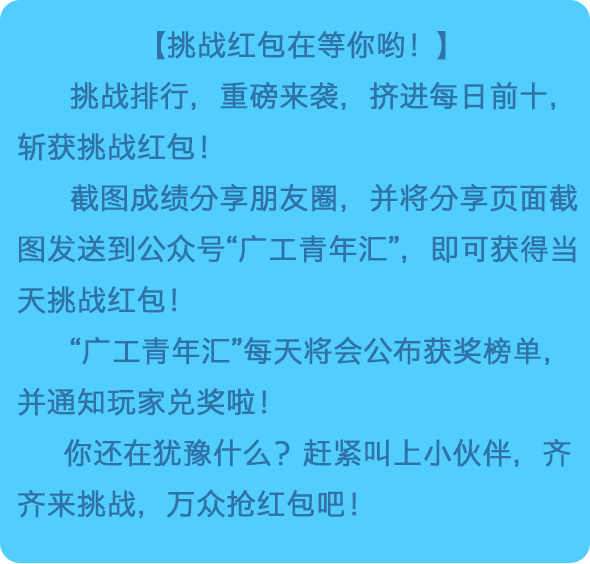 【挑战红包在等你哟！】
挑战排行，重磅来袭，挤进每日前十，
斩获挑战红包！
截图成绩分享朋友圈，并将分享页面截
图发送到公众号“广工青年汇”，即可获得当
天挑战红包！
“广工青年汇”每天将会公布获奖榜单，
并通知玩家兑奖啦！
你还在犹豫什么？赶紧叫上小伙伴，齐
齐来挑战，万众抢红包吧！